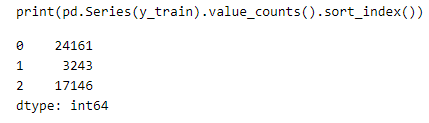 print(pd.Series(y_train).value_counts().sort_index())
0    24161
1     3243
2    17146
dtype: int64